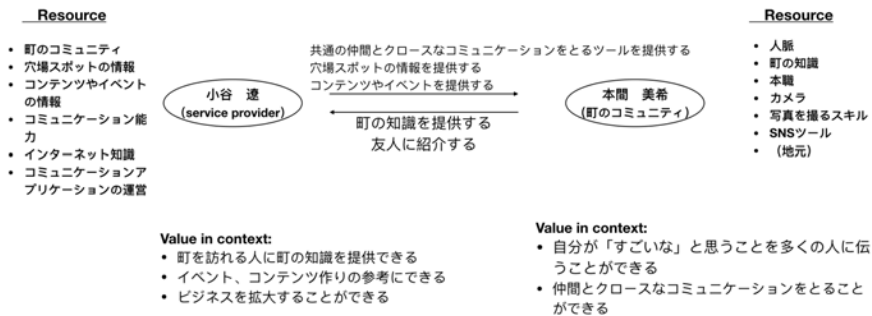 Resource
• 町のコミュニティ
• 穴場スポットの情報
• コンテンツやイベント
の情報
• コミュニケーション能
力
• インターネット知識
• コミュニケーションア
プリケーションの運営
小谷　遼
(service provider)
共通の仲間とクロースなコミュニケーションをとるツールを提供する
穴場スポットの情報を提供する
コンテンツやイベントを提供する
町の知識を提供する
友人に紹介する
本間　美希
(町のコミュニティ)
Resource
• 人脈
• 町の知識
• 本職
• カメラ
• 写真を撮るスキル
• SNSツール
• （地元）
Value in context:
• 町を訪れる人に町の知識を提供できる
• イベント、コンテンツ作りの参考にできる
• ビジネスを拡大することができる
Value in context:
• 自分が「すごいな」と思うことを多くの人に伝
うことができる
• 仲間とクロースなコミュニケーションをとること
ができる